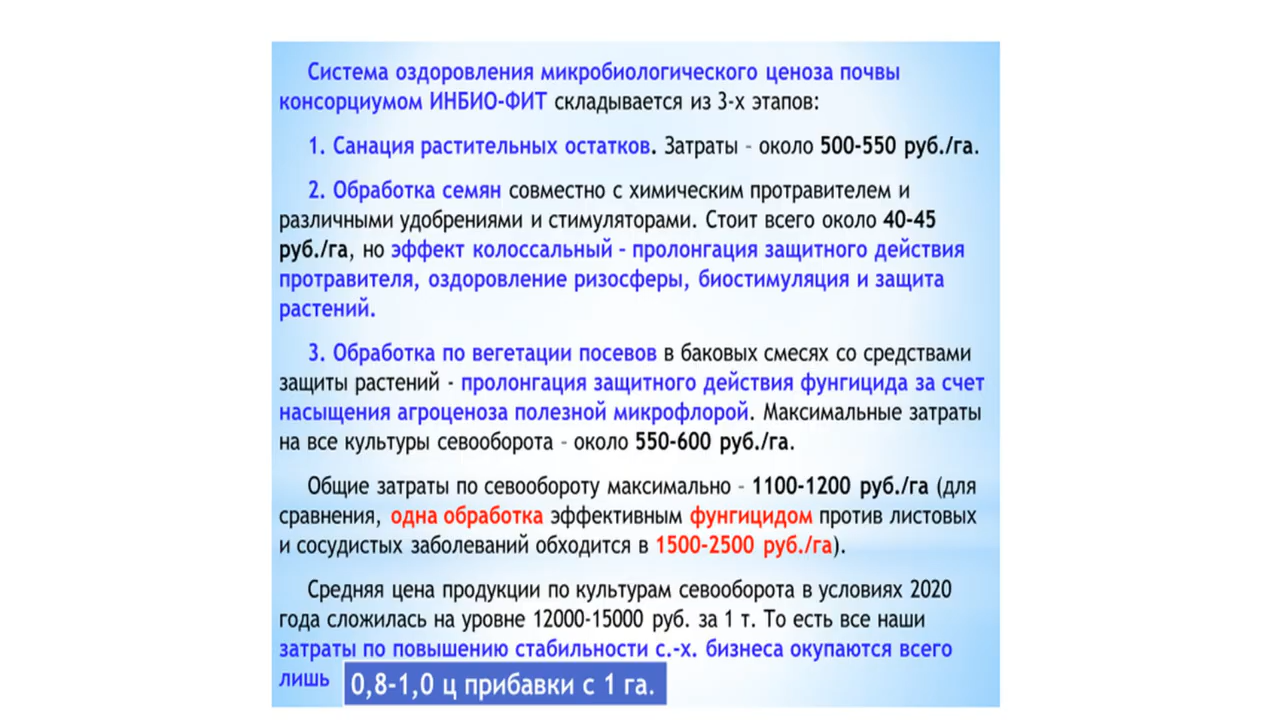 Система оздоровления микробиологического ценоза почвы
консорциумом ИНБИО-ФИТ складывается из 3-х этапов:
1. Санация растительных остатков. Затраты – около 500-550 руб./га.
2. Обработка семян совместно с химическим протравителем и
различными удобрениями и стимуляторами. Стоит всего около 40-45
руб./га, но эффект колоссальный – пролонгация защитного действия
протравителя, оздоровление ризосферы, биостимуляция и защита
растений.
3. Обработка по вегетации посевов в баковых смесях со средствами
защиты растений - пролонгация защитного действия фунгицида за счет
насыщения агроценоза полезной микрофлорой. Максимальные затраты
на все культуры севооборота – около 550-600 руб./га.
Общие затраты по севообороту максимально – 1100-1200 руб./га (для
сравнения, одна обработка эффективным фунгицидом против листовых
и сосудистых заболеваний обходится в 1500-2500 руб./га).
Средняя цена продукции по культурам севооборота в условиях 2020
года сложилась на уровне 12000-15000 руб. за 1 т. То есть все наши
затраты по повышению стабильности с.-х. бизнеса окупаются всего
лишь 0,8-1,0 ц прибавки с 1 га.